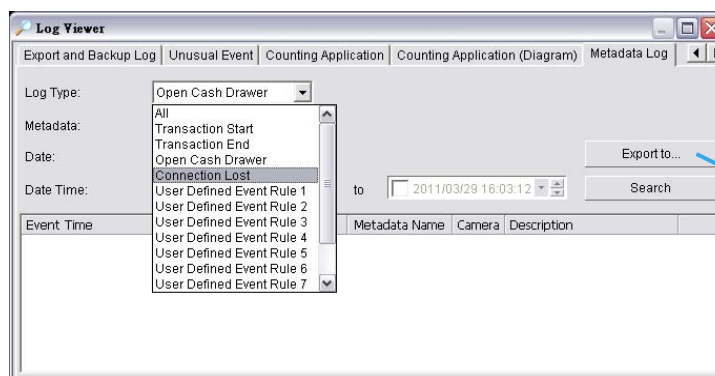 Log Viewer
Export and Backup Log Unusual Event Counting Application Counting Application (Diagram) Metadata Log
Log Type: Open Cash Drawer
All
Metadata: Transaction Start
Transaction End
Date: Open Cash Drawer Export to...
Connection Lost
Date Time: User Defined Event Rule 1 to 2011/03/29 16:03:12 Search
User Defined Event Rule 2
Event Time User Defined Event Rule 3 Metadata Name Camera Description
User Defined Event Rule 4
User Defined Event Rule 5
User Defined Event Rule 6
User Defined Event Rule 7